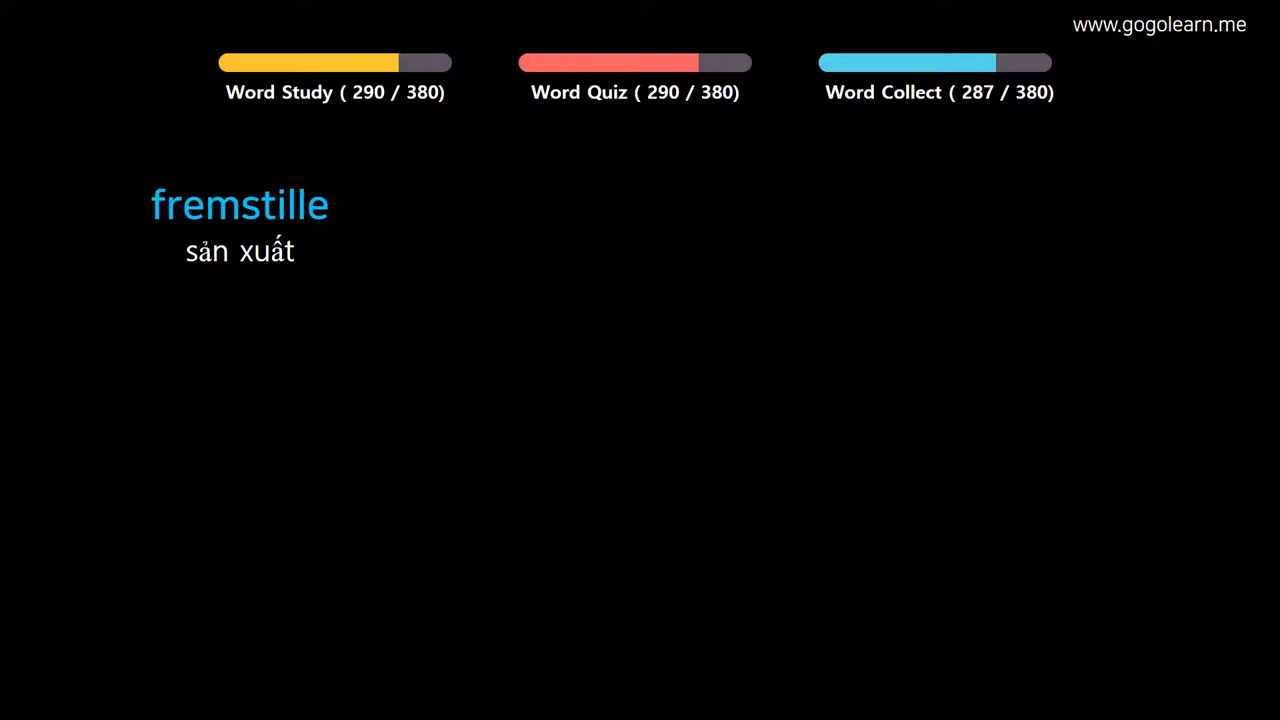 www.gogolearn.me
Word Study ( 290 / 380)
Word Quiz ( 290 / 380)
Word Collect ( 287 / 380)
fremstille
sản xuất